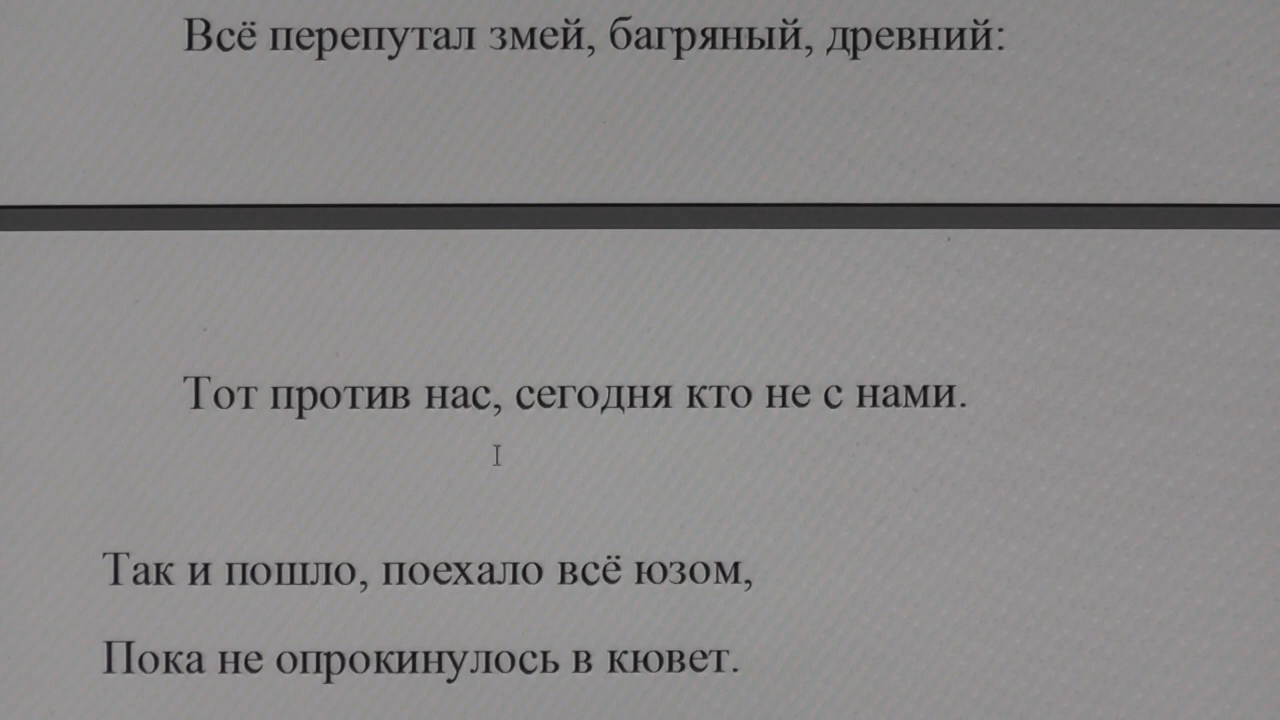 Всё перепутал змей, багряный, древний:
Тот против нас, сегодня кто не с нами.
Так и пошло, поехало всё юзом,
Пока не опрокинулось в кювет.